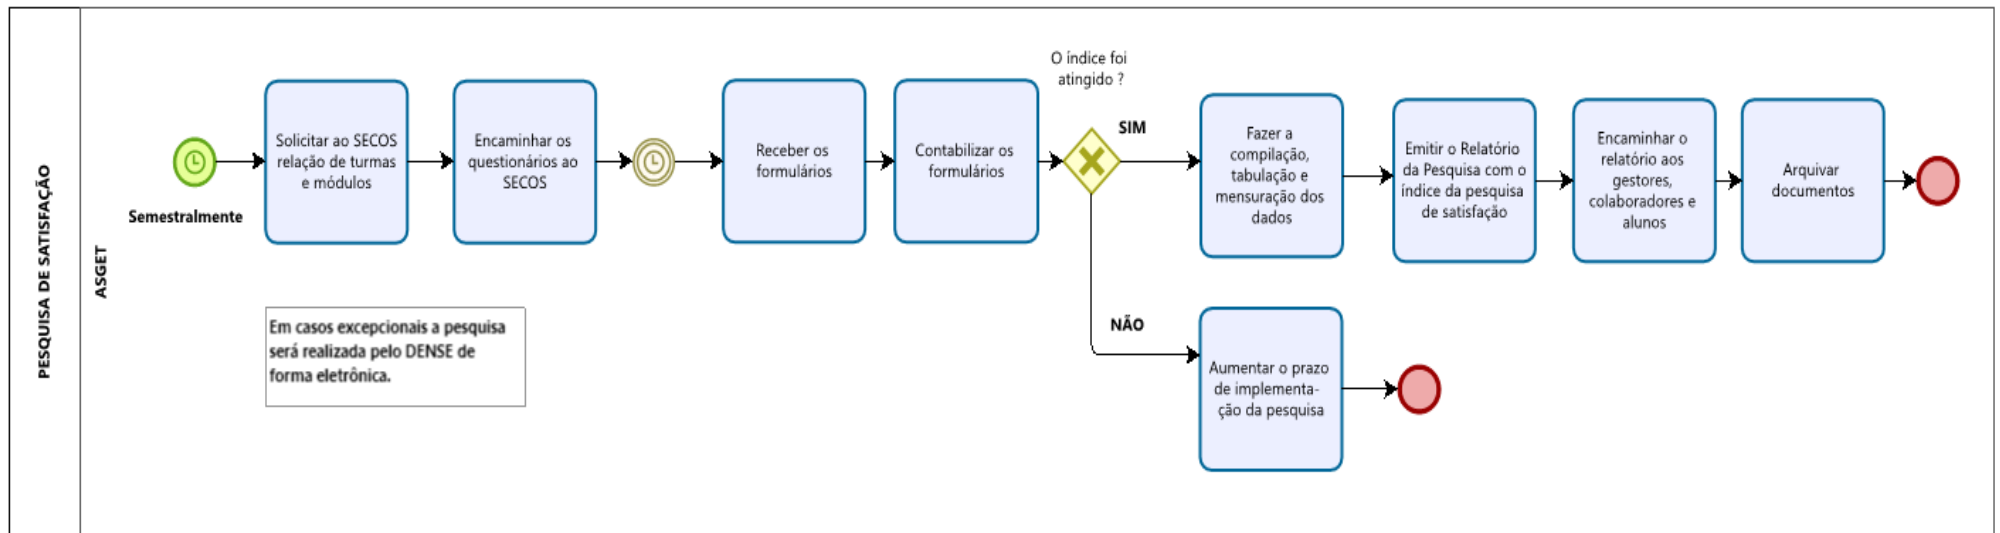 PESQUISA DE SATISFAÇÃO
ASGET
Semestralmente
Solicitar ao SECOS
relação de turmas
e módulos
Encaminhar os
questionários ao
SECOS
Receber os
formulários
Contabilizar os
formulários
O índice foi
atingido ?
SIM
Fazer a
compilação,
tabulação e
mensuração dos
dados
Emitir o Relatório
da Pesquisa com o
índice da pesquisa
de satisfação
Encaminhar o
relatório aos
gestores,
colaboradores e
alunos
Arquivar
documentos
NÃO
Aumentar o prazo
de implementa-
ção da pesquisa
Em casos excepcionais a pesquisa
será realizada pelo DENSE de
forma eletrônica.